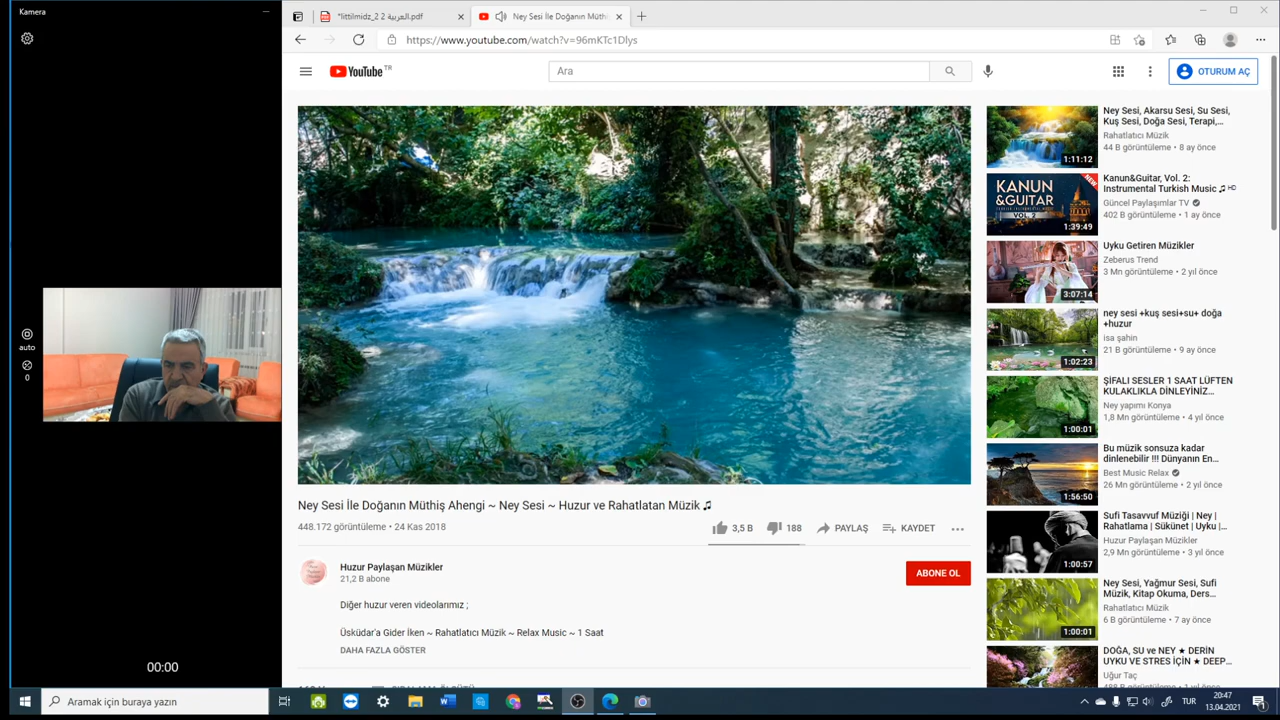 Kamera
*littilmidz_2 2 العربية.pdf
Ney Sesi İle Doğanın Müthi
https://www.youtube.com/watch?v=96mKTc1Dlys
YouTube TR
Ara
OTURUM AÇ
auto
0
00:00
Ney Sesi İle Doğanın Müthiş Ahengi ~ Ney Sesi ~ Huzur ve Rahatlatan Müzik ♫
448.172 görüntüleme • 24 Kas 2018
3,5 B
188
PAYLAŞ
KAYDET
Huzur Paylaşan Müzikler
21,2 B abone
ABONE OL
Diğer huzur veren videolarımız ;
Üsküdar'a Gider İken ~ Rahatlatıcı Müzik ~ Relax Music ~ 1 Saat
DAHA FAZLA GÖSTER
Ney Sesi, Akarsu Sesi, Su Sesi,
Kuş Sesi, Doğa Sesi, Terapi,...
Rahatlatıcı Müzik
44 B görüntüleme • 8 ay önce
1:11:12
KANUN
&GUITAR
VOL. 2
NEW
1:39:49
Kanun&Guitar, Vol. 2:
Instrumental Turkish Music ♫ HD
Güncel Paylaşımlar TV
402 B görüntüleme • 1 ay önce
Uyku Getiren Müzikler
Zeberus Trend
3 Mn görüntüleme • 2 yıl önce
3:07:14
ney sesi +kuş sesi+su+ doğa
+huzur
isa şahin
21 B görüntüleme • 9 ay önce
1:02:23
ŞİFALI SESLER 1 SAAT LÜFTEN
KULAKLIKLA DİNLEYİNİZ...
Ney yapımı Konya
1,8 Mn görüntüleme • 4 yıl önce
1:00:01
Bu müzik sonsuza kadar
dinlenebilir !!! Dünyanın En...
Best Music Relax
26 Mn görüntüleme • 2 yıl önce
1:56:50
Sufi Tasavvuf Müziği | Ney |
Rahatlama | Sükûnet | Uyku |...
Huzur Paylaşan Müzikler
2,9 Mn görüntüleme • 3 yıl önce
1:00:57
Ney Sesi, Yağmur Sesi, Sufi
Müzik, Kitap Okuma, Ders...
Rahatlatıcı Müzik
6 B görüntüleme • 7 ay önce
1:00:01
DOĞA, SU ve NEY ★ DERİN
UYKU VE STRES İÇİN ★ DEEP...
Uğur Taç
Aramak için buraya yazın
TUR
20:47
13.04.2021